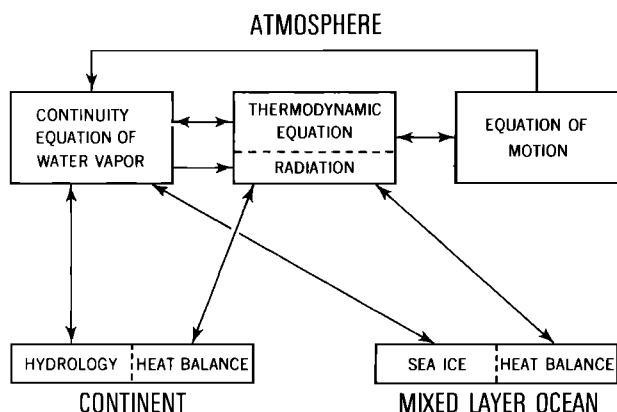 ATMOSPHERE
CONTINUITY
EQUATION OF
WATER VAPOR
THERMODYNAMIC
EQUATION
RADIATION
EQUATION OF
MOTION
HYDROLOGY
HEAT BALANCE
CONTINENT
SEA ICE
HEAT BALANCE
MIXED LAYER OCEAN